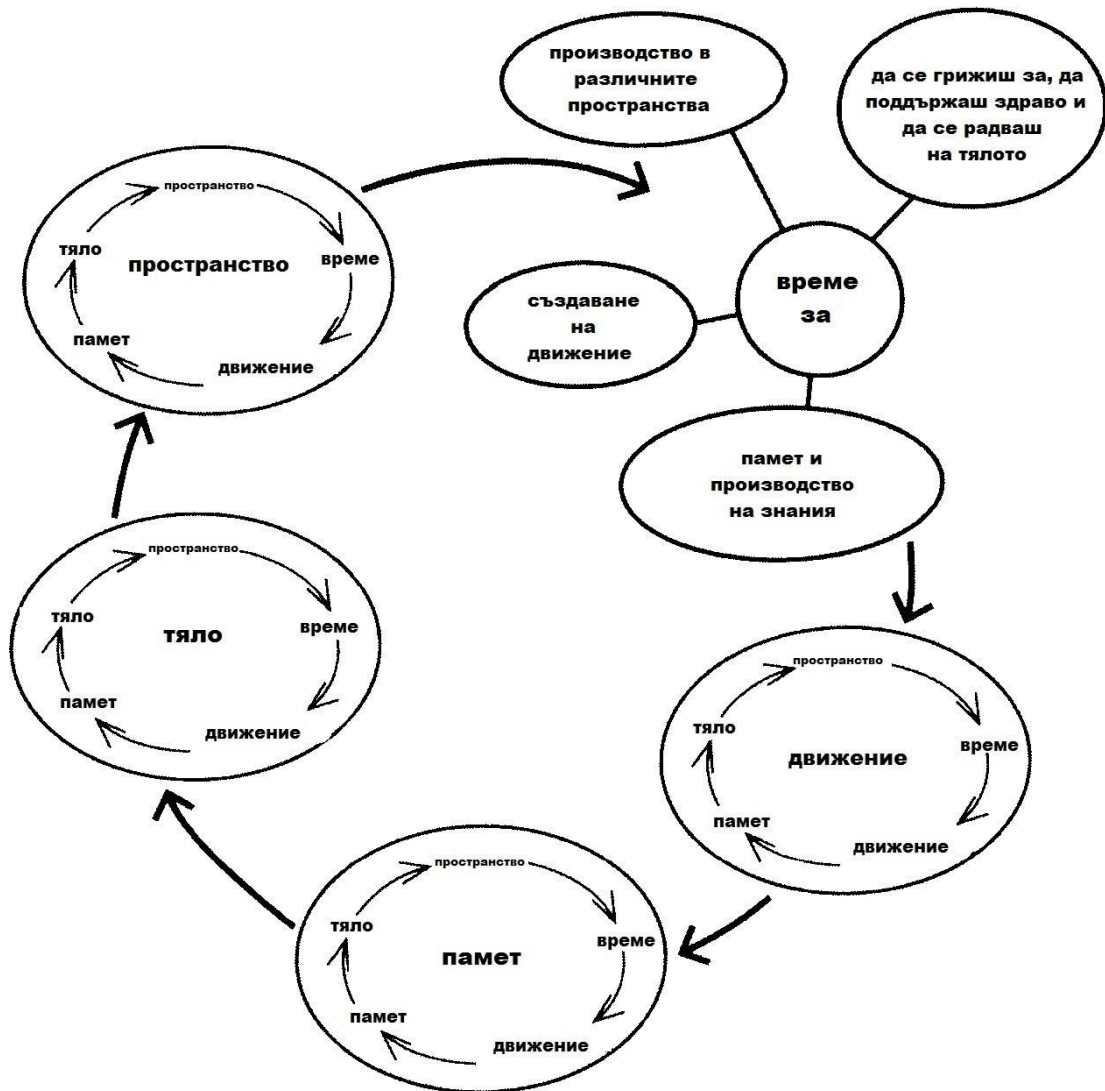 производство в
различните
пространства
да се грижиш за, да
поддържаш здраво и
да се радваш
на тялото
време
за
създаване
на
движение
памет и
производство
на знания
пространство
време
движение
памет
тяло
пространство
движение
пространство
време
движение
памет
тяло
памет
пространство
време
движение
памет
тяло
тяло
пространство
време
движение
памет
тяло
пространство